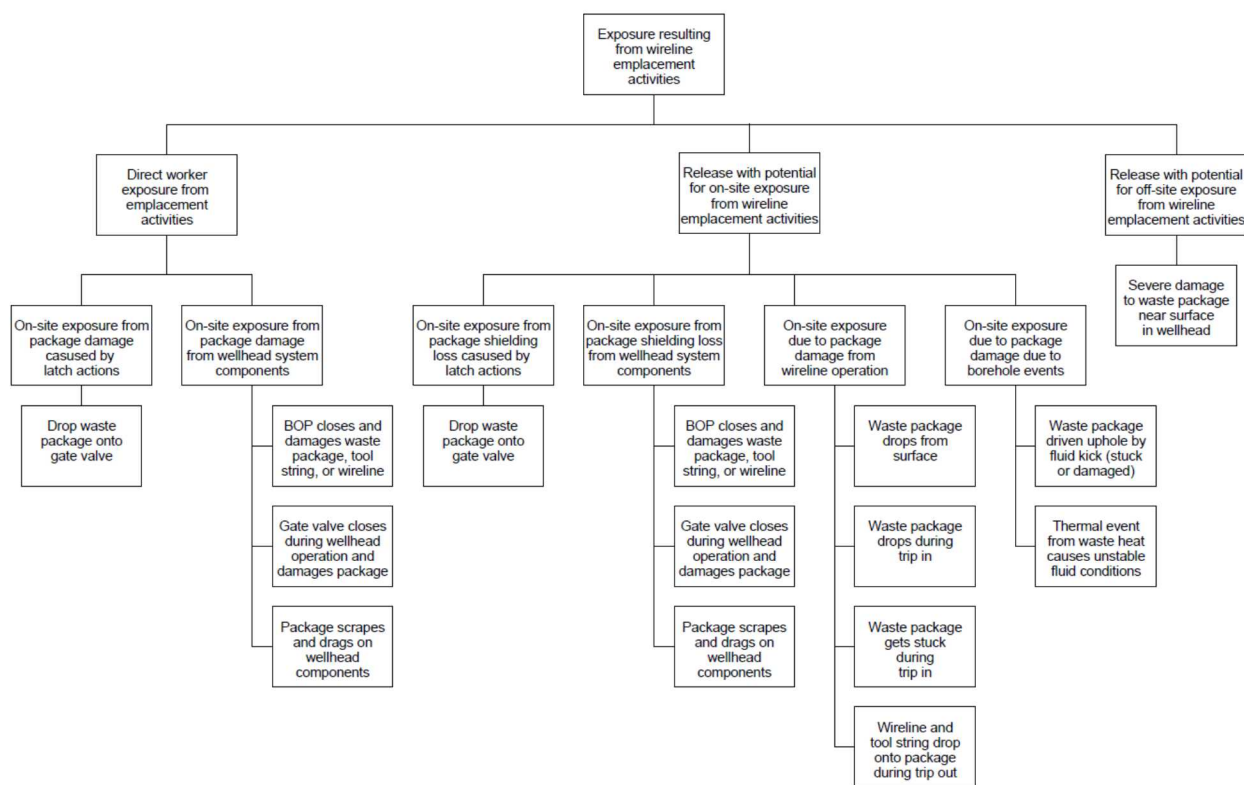 Exposure resulting
from wireline
emplacement
activities
Direct worker
exposure from
emplacement
activities
Release with potential
for on-site exposure
from wireline
emplacement activities
Release with potential
for off-site exposure
from wireline
emplacement activities
On-site exposure from
package damage
casused by
latch actions
On-site exposure from
package damage
from wellhead system
components
On-site exposure from
package shielding
loss casused by
latch actions
On-site exposure from
package shielding loss
from wellhead system
components
On-site exposure
due to package
damage from
wireline operation
On-site exposure
due to package
damage due to
borehole events
Severe damage
to waste package
near surface
in wellhead
Drop waste
package onto
gate valve
BOP closes and
damages waste
package, tool
string, or wireline
Gate valve closes
during wellhead
operation and
damages package
Package scrapes
and drags on
wellhead
components
Drop waste
package onto
gate valve
BOP closes and
damages waste
package, tool
string, or wireline
Gate valve closes
during wellhead
operation and
damages package
Package scrapes
and drags on
wellhead
components
Waste package
drops from
surface
Waste package
drops during
trip in
Waste package
gets stuck
during
trip in
Wireline and
tool string drop
onto package
during trip out
Waste package
driven uphole by
fluid kick (stuck
or damaged)
Thermal event
from waste heat
causes unstable
fluid conditions